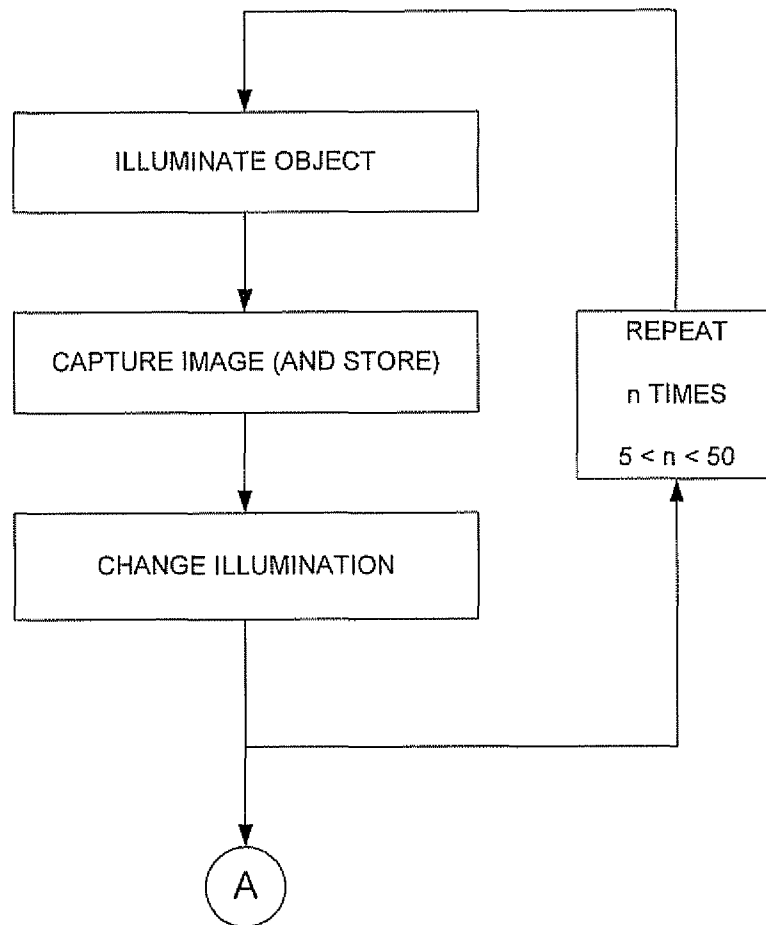 ILLUMINATE OBJECT
CAPTURE IMAGE (AND STORE)
REPEAT
n TIMES
5 < n < 50
CHANGE ILLUMINATION
A